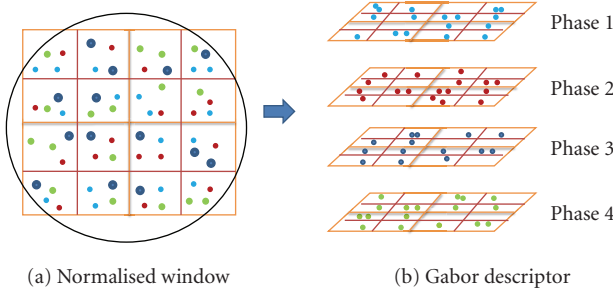 Phase 1
Phase 2
Phase 3
Phase 4
(a) Normalised window
(b) Gabor descriptor